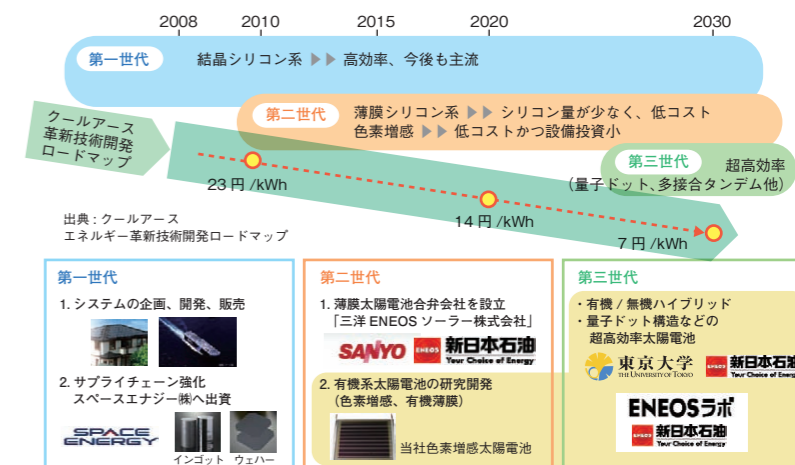 2008 2010 2015 2020 2030
第一世代 結晶シリコン系 ▶▶ 高効率、今後も主流
第二世代 薄膜シリコン系 ▶▶ シリコン量が少なく、低コスト
色素増感 ▶▶ 低コストかつ設備投資小
クールアース
革新技術開発
ロードマップ
第三世代 超高効率
(量子ドット、多接合タンデム他)
23 円 /kWh
14 円 /kWh
7 円 /kWh
出典 : クールアース
エネルギー革新技術開発ロードマップ
第一世代
1. システムの企画、開発、販売
2. サプライチェーン強化
スペースエナジー㈱へ出資
SPACE
ENERGY
インゴット ウェハー
第二世代
1. 薄膜太陽電池合弁会社を設立
「三洋 ENEOS ソーラー株式会社」
SANYO ENEOS 新日本石油
Your Choice of Energy
2. 有機系太陽電池の研究開発
(色素増感、有機薄膜)
当社色素増感太陽電池
第三世代
・有機 / 無機ハイブリッド
・量子ドット構造などの
超高効率太陽電池
東京大学 ENEOS 新日本石油
THE UNIVERSITY OF TOKYO Your Choice of Energy
ENEOSラボ
ENEOS 新日本石油
Your Choice of Energy